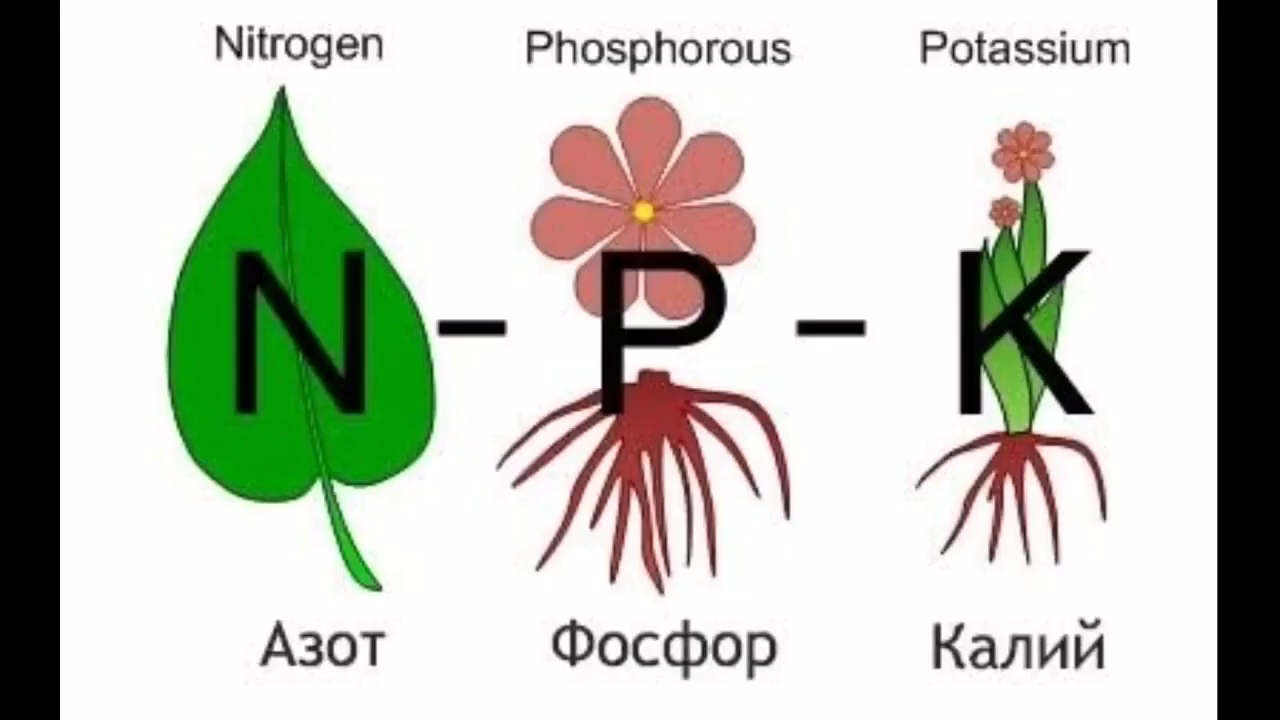 Nitrogen Phosphorous Potassium
N - P - K
Азот Фосфор Калий